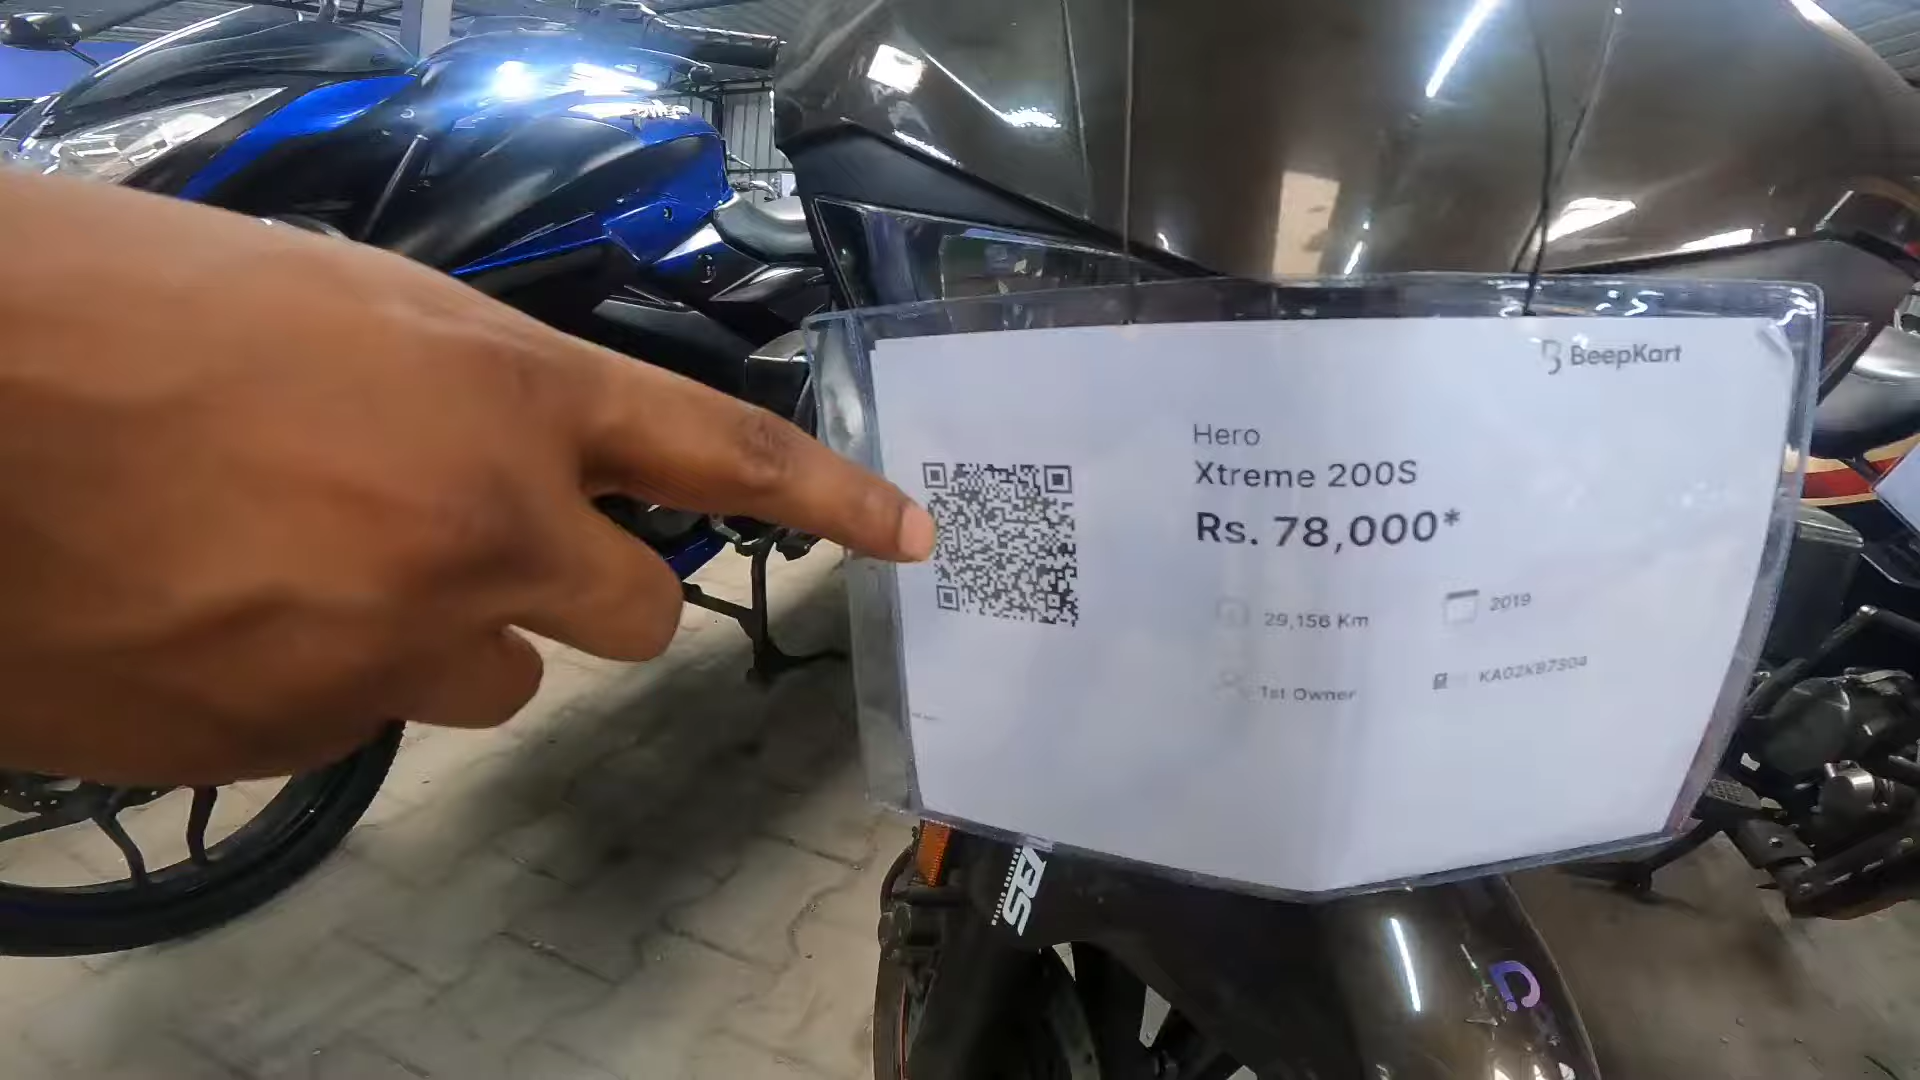 BeepKart
Hero
Xtreme 200S
Rs. 78,000*
29,156 Km
2019
1st Owner
KA02KB7304